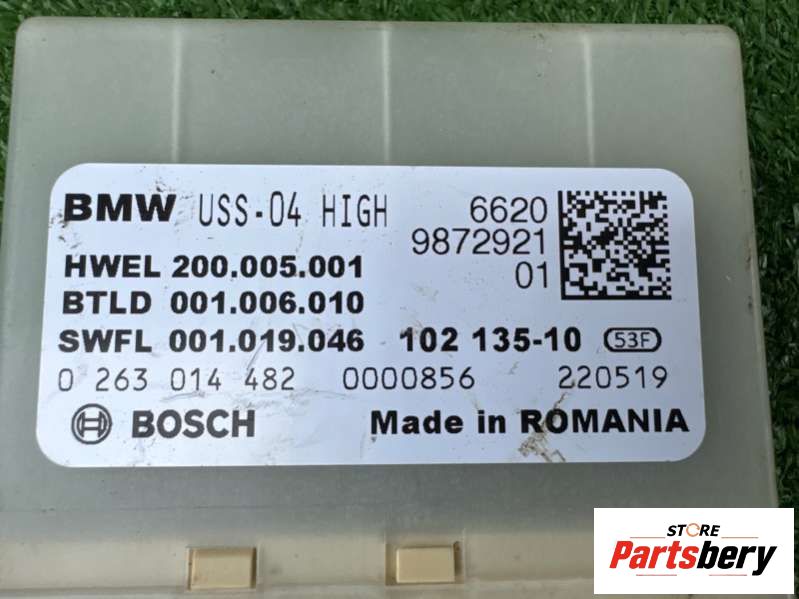 BMW USS-04 HIGH 6620
9872921
01
HWEL 200.005.001
BTLD 001.006.010
SWFL 001.019.046 102 135-10 53F
0 263 014 482 0000856 220519
BOSCH Made in ROMANIA
STORE
Partsbery